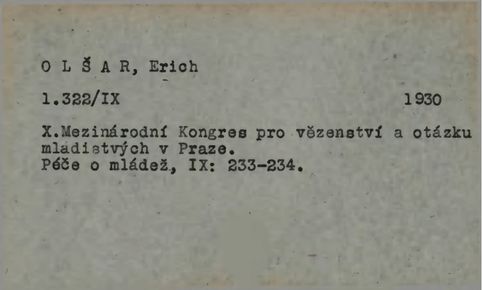 O L Š A R, Erich
1.322/IX 1930
X.Mezinárodní Kongres pro vězenství a otázku
mladistvých v Praze.
Péče o mládež, IX: 233-234.